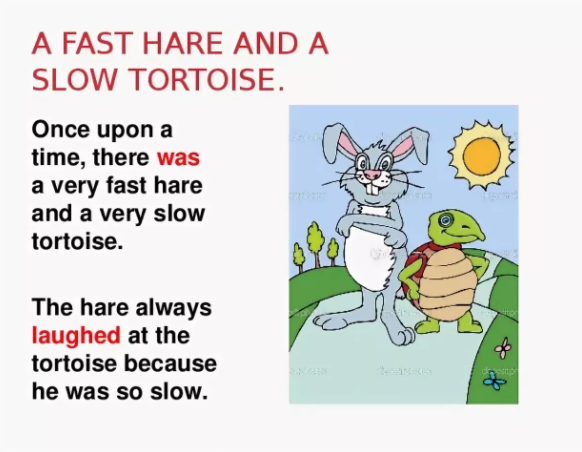 A FAST HARE AND A
SLOW TORTOISE.
Once upon a
time, there was
a very fast hare
and a very slow
tortoise.
The hare always
laughed at the
tortoise because
he was so slow.